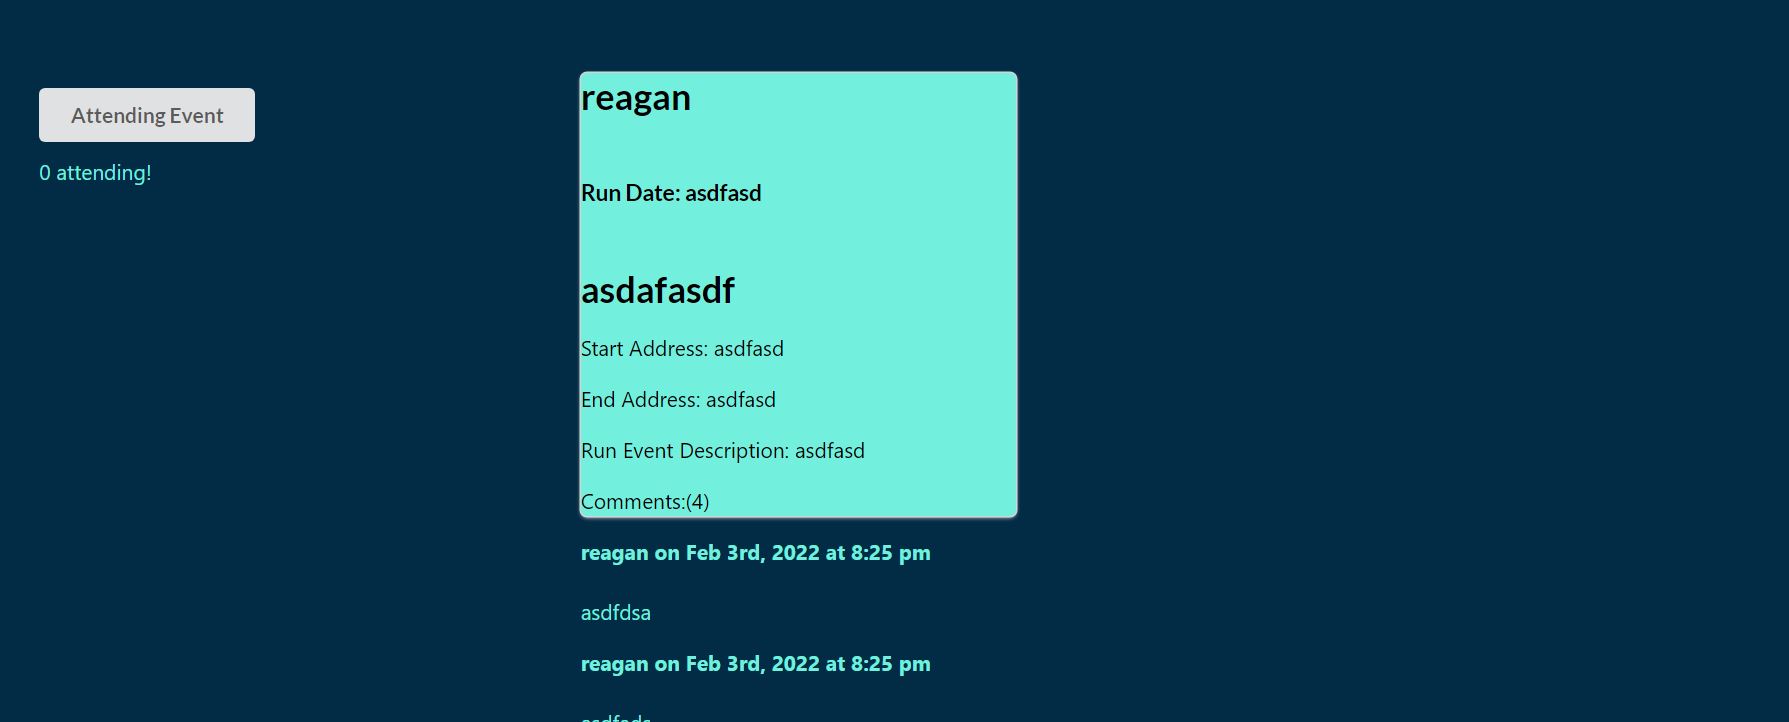 Attending Event
0 attending!
reagan
Run Date: asdfasd
asdafasdf
Start Address: asdfasd
End Address: asdfasd
Run Event Description: asdfasd
Comments:(4)
reagan on Feb 3rd, 2022 at 8:25 pm
asdfdsa
reagan on Feb 3rd, 2022 at 8:25 pm